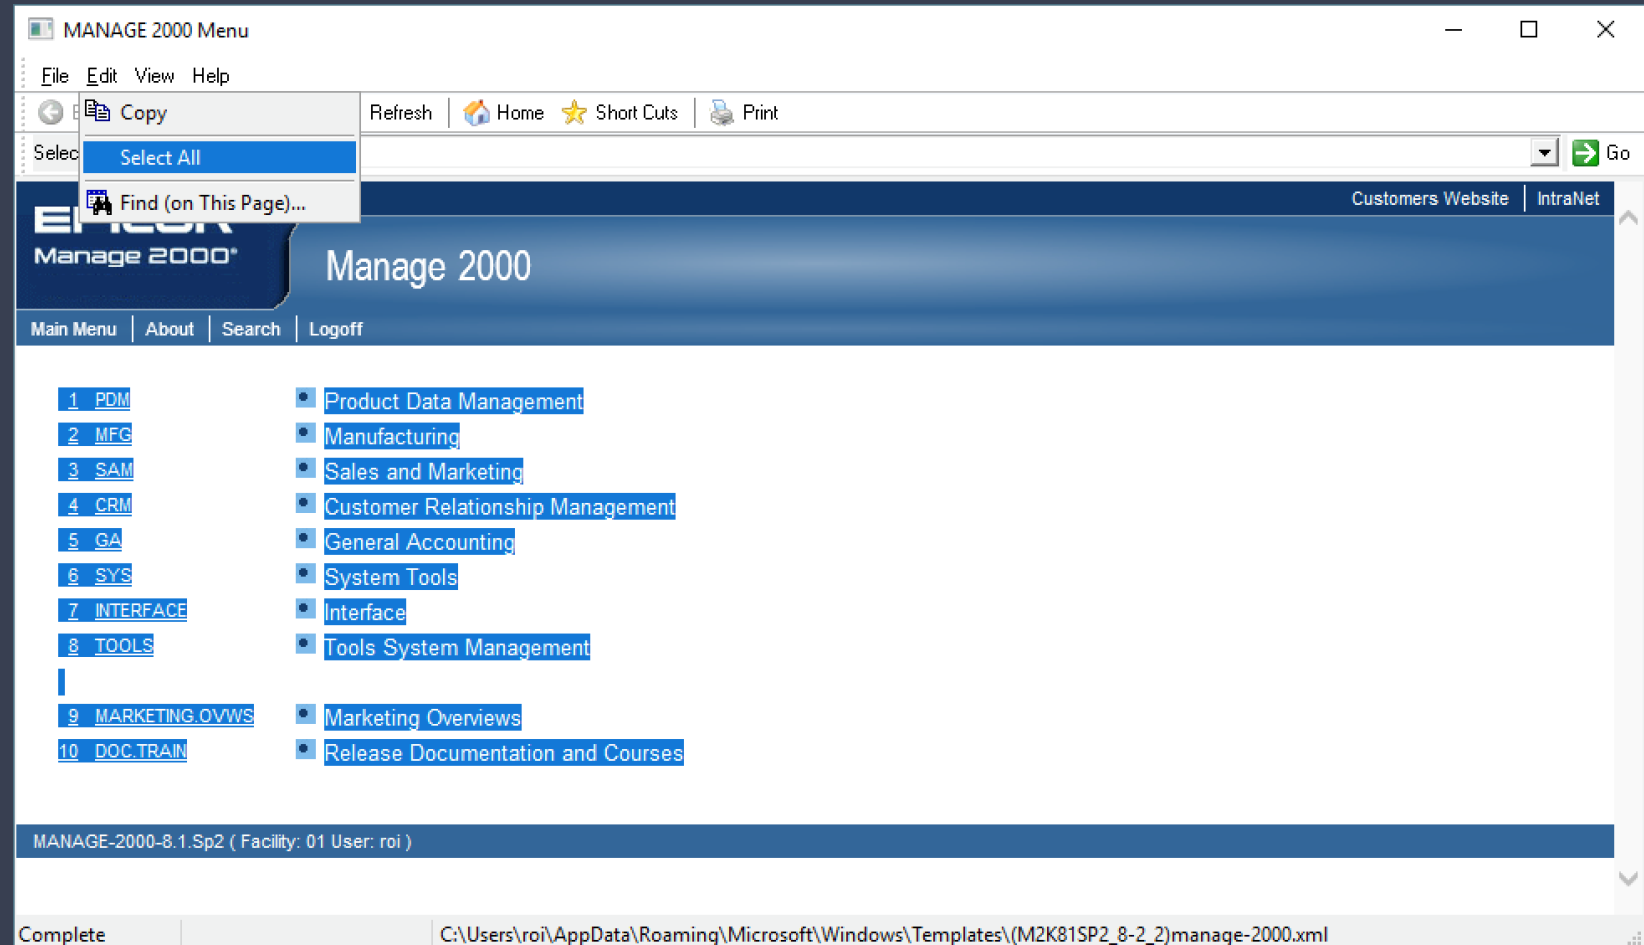 MANAGE 2000 Menu
File Edit View Help
Copy Refresh Home Short Cuts Print
Selec Select All Go
Find (on This Page)...
Customers Website IntraNet
EPICOR
Manage 2000®
Manage 2000
Main Menu About Search Logoff
1 PDM • Product Data Management
2 MFG • Manufacturing
3 SAM • Sales and Marketing
4 CRM • Customer Relationship Management
5 GA • General Accounting
6 SYS • System Tools
7 INTERFACE • Interface
8 TOOLS • Tools System Management
9 MARKETING.OVWS • Marketing Overviews
10 DOC.TRAIN • Release Documentation and Courses
MANAGE-2000-8.1.Sp2 ( Facility: 01 User: roi )
Complete C:\Users\roi\AppData\Roaming\Microsoft\Windows\Templates\(M2K81SP2_8-2_2)manage-2000.xml